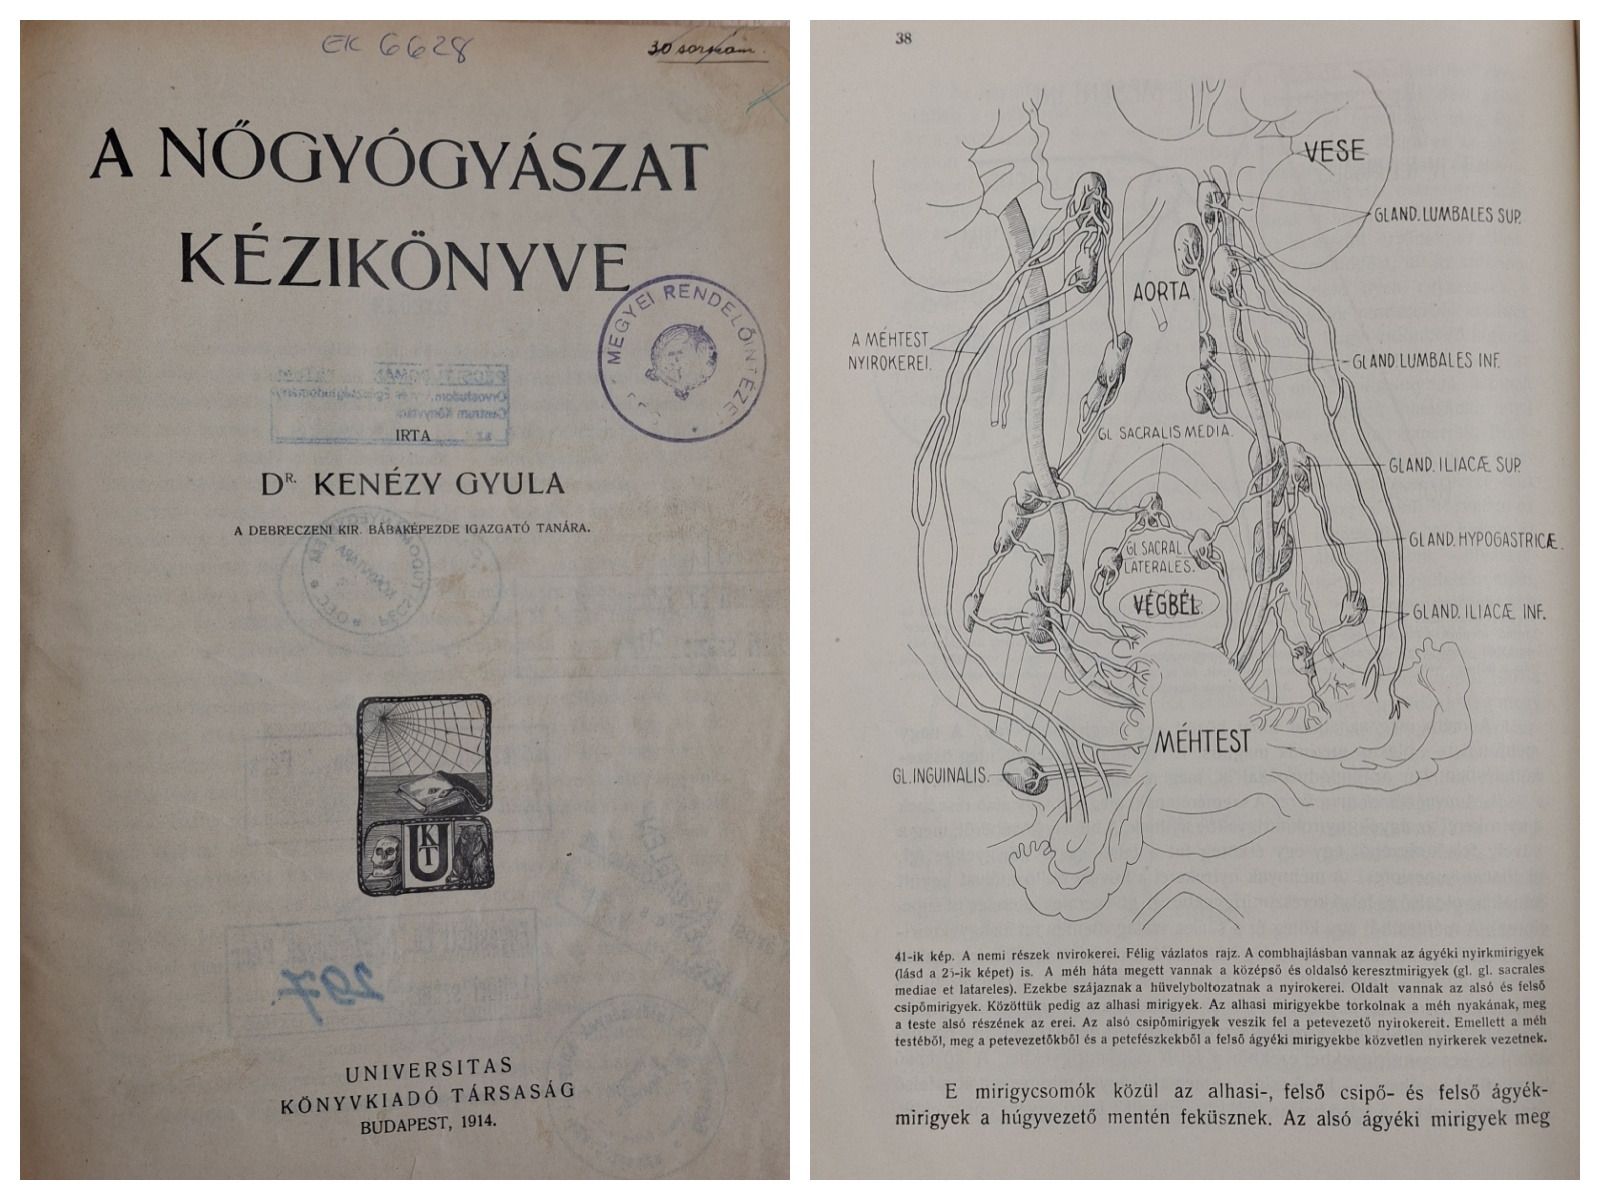 EK 6628
30
A NŐGYÓGYÁSZAT
KÉZIKÖNYVE
MEGYEI RENDELŐINTÉZET
IRTA
DR. KENÉZY GYULA
A DEBRECZENI KIR. BÁBAKÉPEZDE IGAZGATÓ TANÁRA.
KTU
297
UNIVERSITAS
KÖNYVKIADÓ TÁRSASÁG
BUDAPEST, 1914.
38
VESE
GLAND. LUMBALES SUP.
AORTA
A MÉHTEST
NYIROKEREI.
GLAND. LUMBALES INF.
GL. SACRALIS MEDIA.
GLAND. ILIACÆ SUP.
GL. SACRAL.
LATERALES.
GLAND. HYPOGASTRICÆ.
VÉGBÉL
GLAND. ILIACÆ INF.
MÉHTEST
GL. INGUINALIS.
41-ik kép. A nemi részek nvirokerei. Félig vázlatos rajz. A combhajlásban vannak az ágyéki nyirkmirigyek
(lásd a 25-ik képet) is. A méh háta megett vannak a középső és oldalsó keresztmirigyek (gl. gl. sacrales
mediae et latareles). Ezekbe szájaznak a hüvelyboltozatnak a nyirokerei. Oldalt vannak az alsó és felső
csipőmirigyek. Közöttük pedig az alhasi mirigyek. Az alhasi mirigyekbe torkolnak a méh nyakának, meg
a teste alsó részének az erei. Az alsó csipőmirigyek veszik fel a petevezető nyirokereit. Emellett a méh
testéből, meg a petevezetőkből és a petefészkekből a felső ágyéki mirigyekbe közvetlen nyirkerek vezetnek.
E mirigycsomók közül az alhasi-, felső csipő- és felső ágyék-
mirigyek a húgyvezető mentén feküsznek. Az alsó ágyéki mirigyek meg